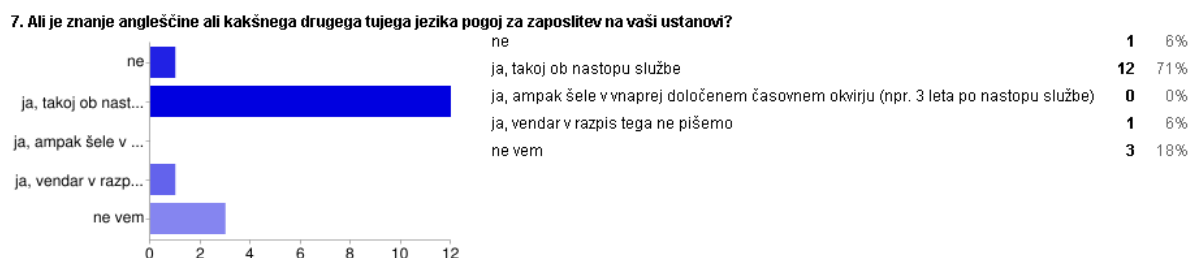 7. Ali je znanje angleščine ali kakšnega drugega tujega jezika pogoj za zaposlitev na vaši ustanovi?
ne
ja, takoj ob nast...
ja, ampak šele v ...
ja, vendar v razp...
ne vem
0 2 4 6 8 10 12
ne 1 6%
ja, takoj ob nastopu službe 12 71%
ja, ampak šele v vnaprej določenem časovnem okvirju (npr. 3 leta po nastopu službe) 0 0%
ja, vendar v razpis tega ne pišemo 1 6%
ne vem 3 18%